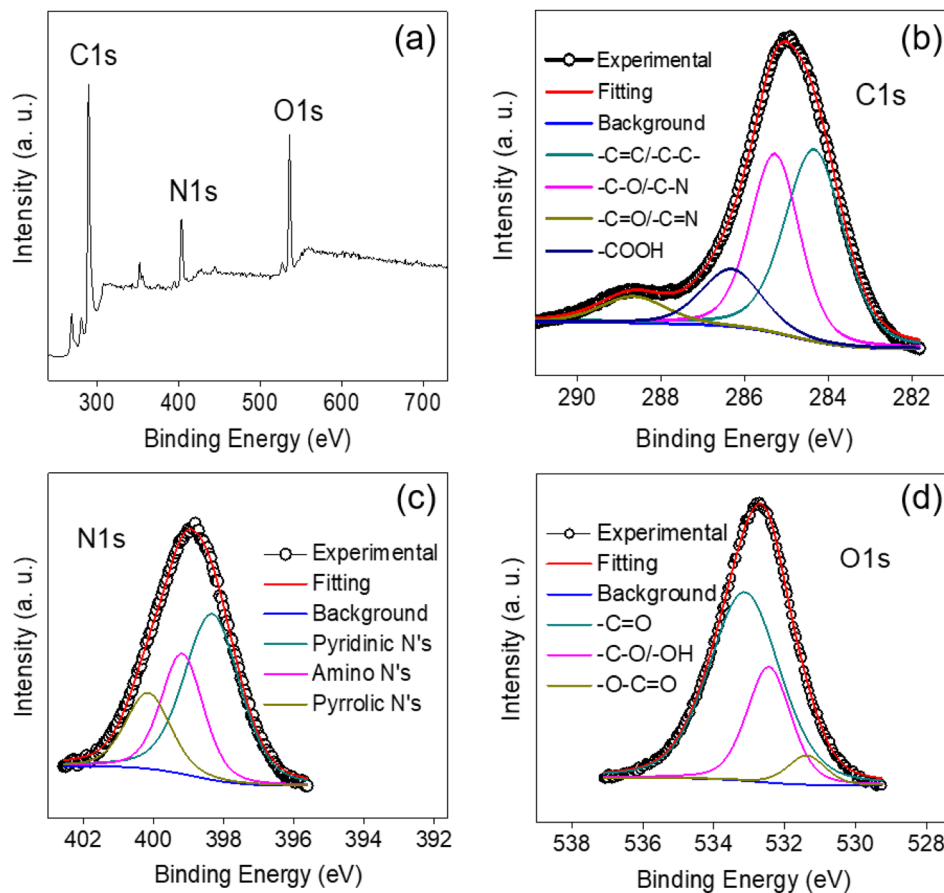 (a)
C1s
O1s
N1s
Intensity (a. u.)
300 400 500 600 700
Binding Energy (eV)
(b)
Experimental
Fitting
Background
-C=C/-C-C-
-C-O/-C-N
-C=O/-C=N
-COOH
C1s
Intensity (a. u.)
290 288 286 284 282
Binding Energy (eV)
(c)
N1s
Experimental
Fitting
Background
Pyridinic N's
Amino N's
Pyrrolic N's
Intensity (a. u.)
402 400 398 396 394 392
Binding Energy (eV)
(d)
Experimental
Fitting
Background
-C=O
-C-O/-OH
-O-C=O
O1s
Intensity (a. u.)
538 536 534 532 530 528
Binding Energy (eV)